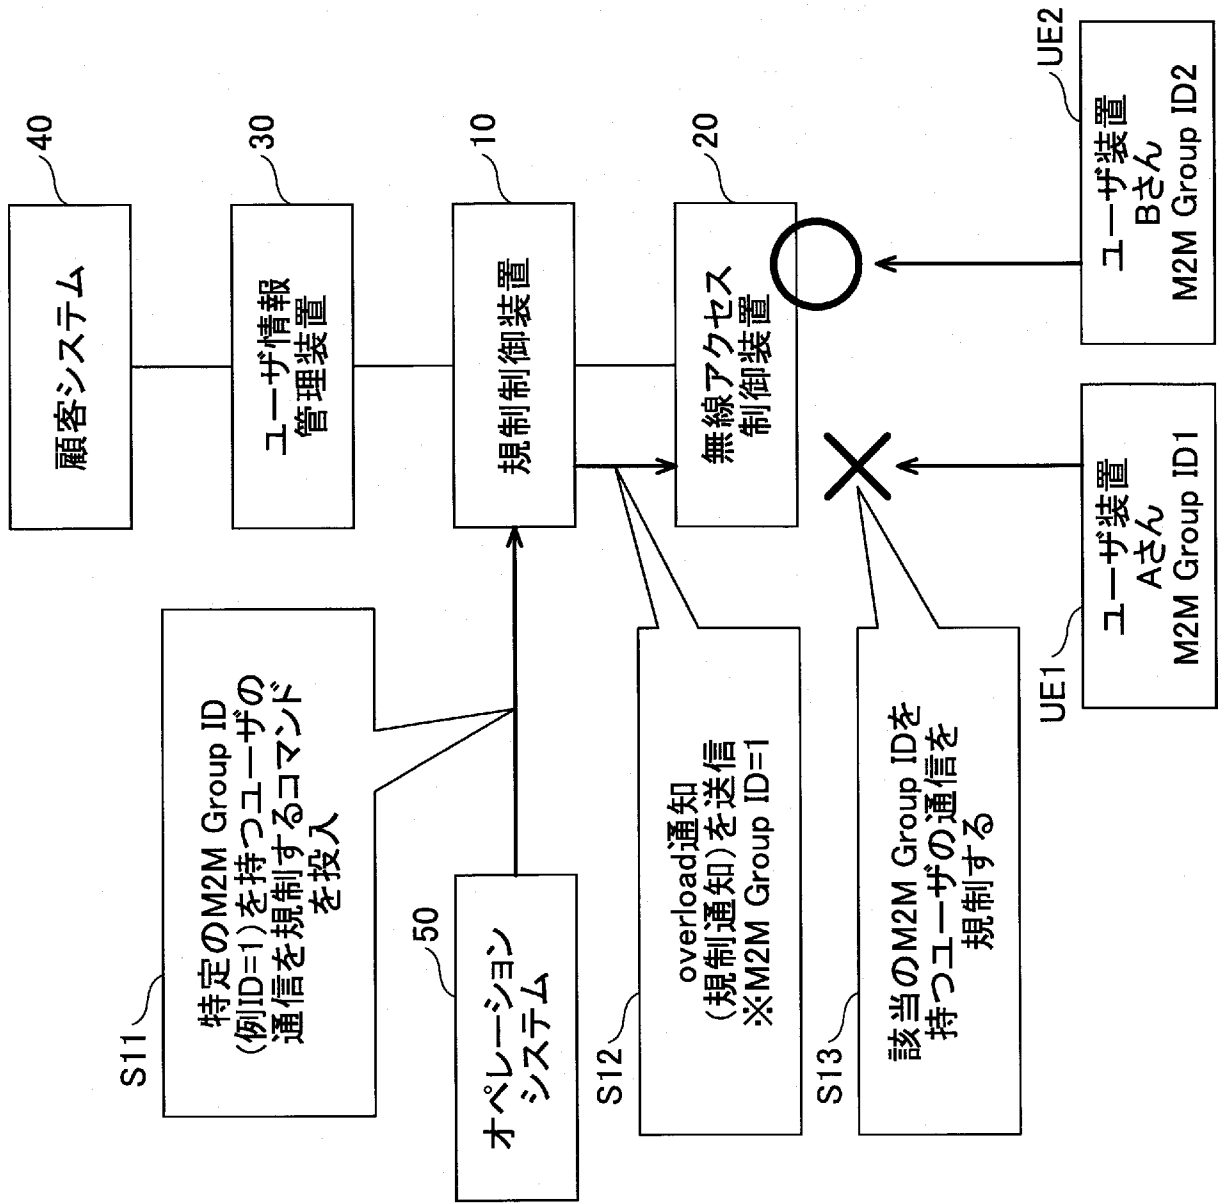 40
顧客システム
30
ユーザ情報
管理装置
10
規制制御装置
20
無線アクセス
制御装置
S11
特定のM2M Group ID
(例ID=1)を持つユーザの
通信を規制するコマンド
を投入
50
オペレーション
システム
S12
overload通知
(規制通知)を送信
※M2M Group ID=1
S13
該当のM2M Group IDを
持つユーザの通信を
規制する
UE1
ユーザ装置
Aさん
M2M Group ID1
UE2
ユーザ装置
Bさん
M2M Group ID2